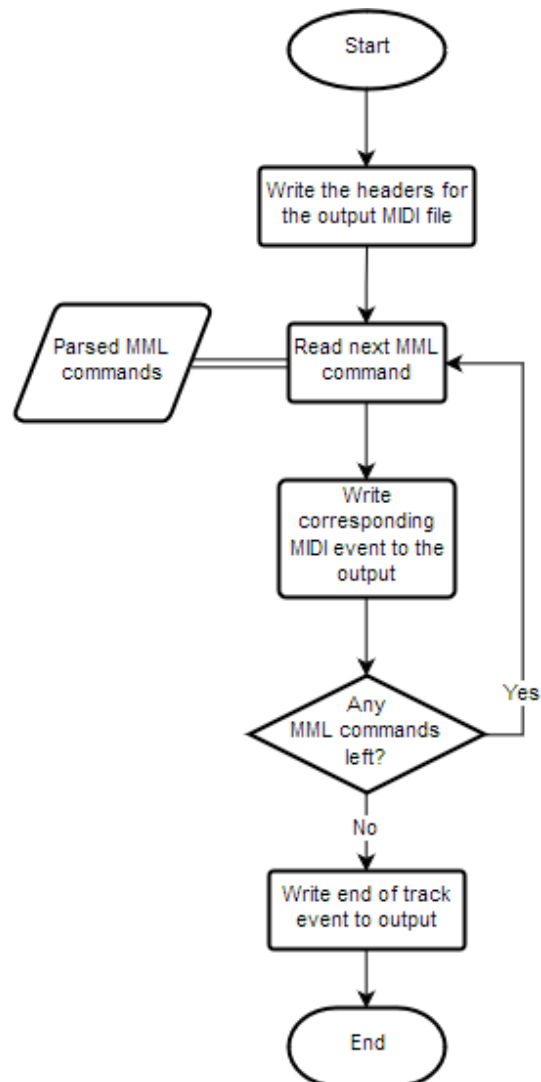 Start
Write the headers for
the output MIDI file
Parsed MML
commands
Read next MML
command
Write
corresponding
MIDI event to the
output
Any
MML commands
left?
Yes
No
Write end of track
event to output
End